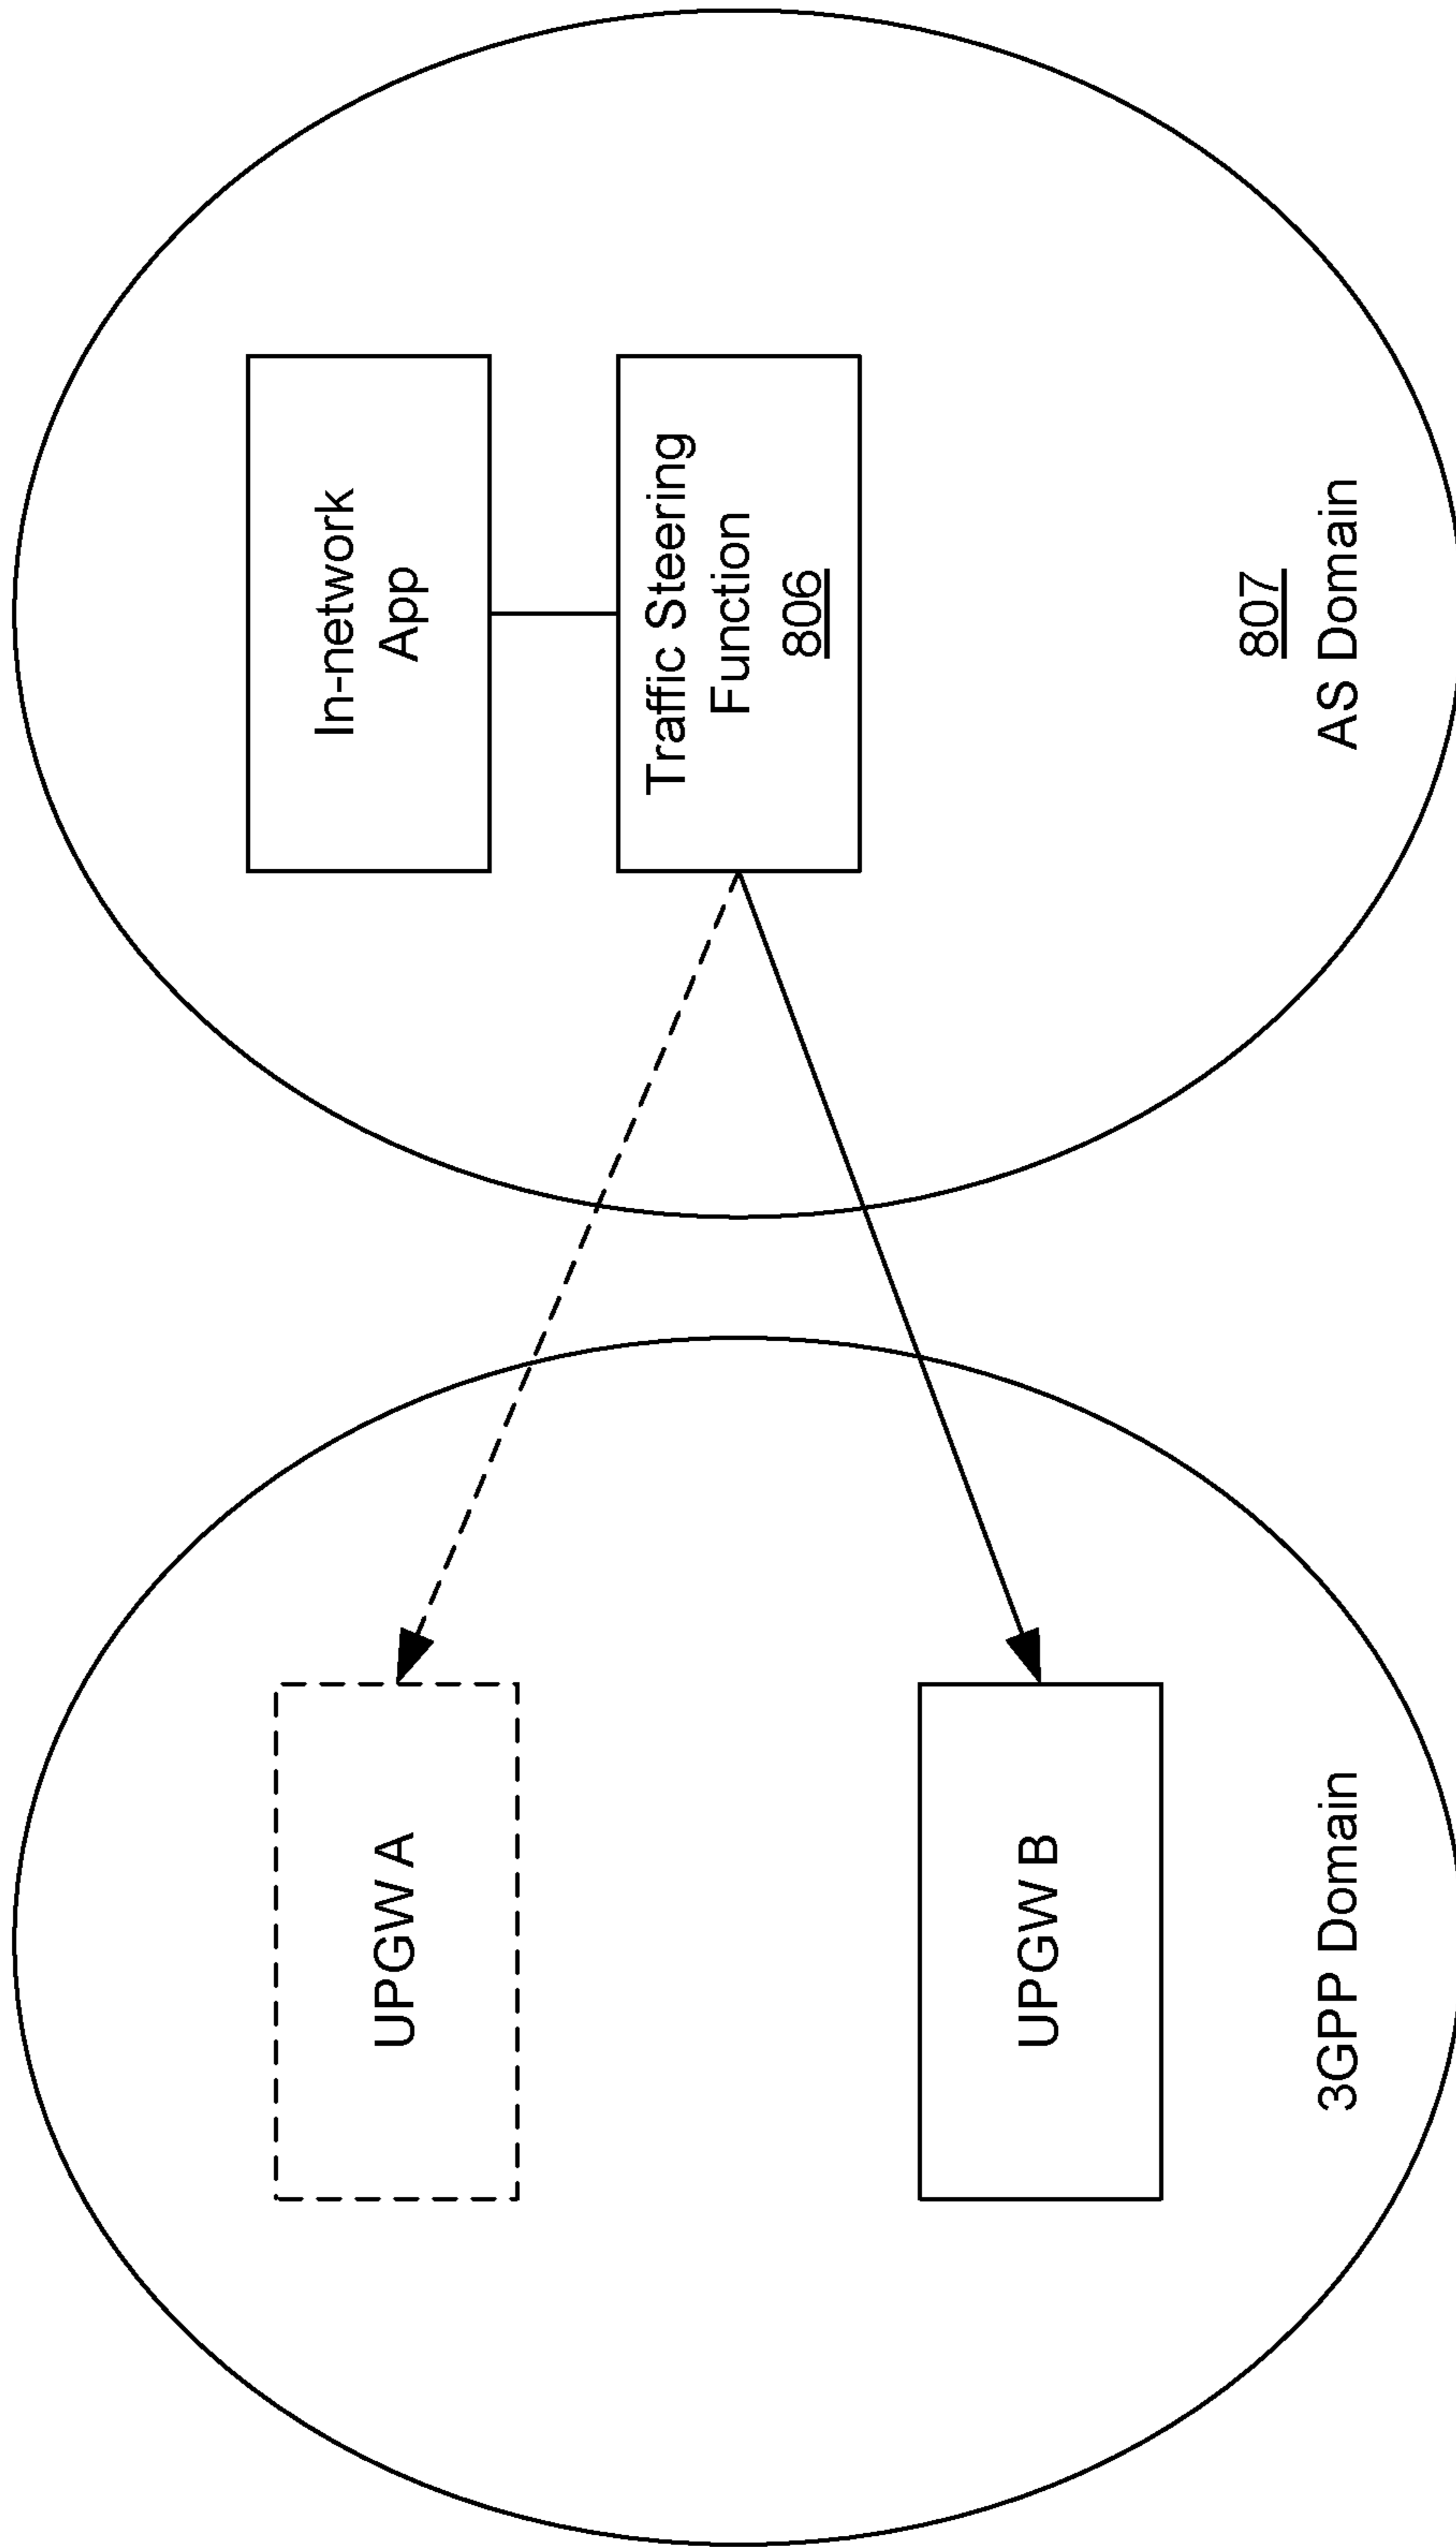 UPGW A
UPGW B
3GPP Domain
In-network
App
Traffic Steering
Function
806
807
AS Domain